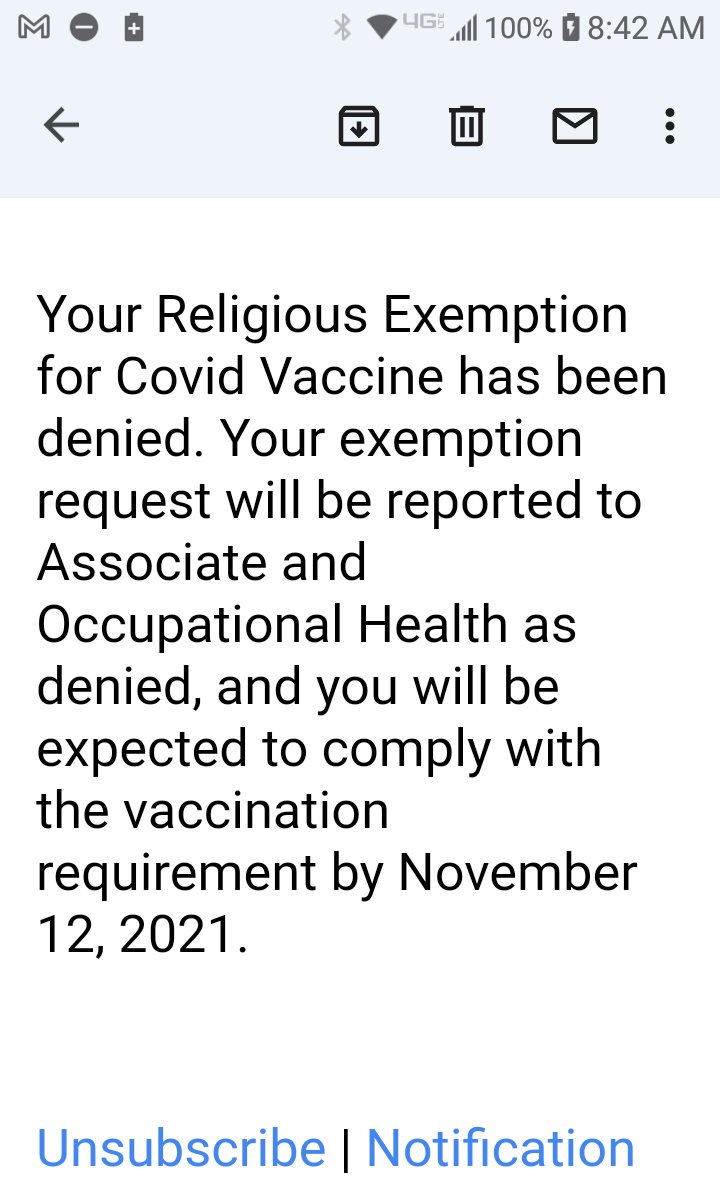 4G 100% 8:42 AM
Your Religious Exemption
for Covid Vaccine has been
denied. Your exemption
request will be reported to
Associate and
Occupational Health as
denied, and you will be
expected to comply with
the vaccination
requirement by November
12, 2021.
Unsubscribe | Notification